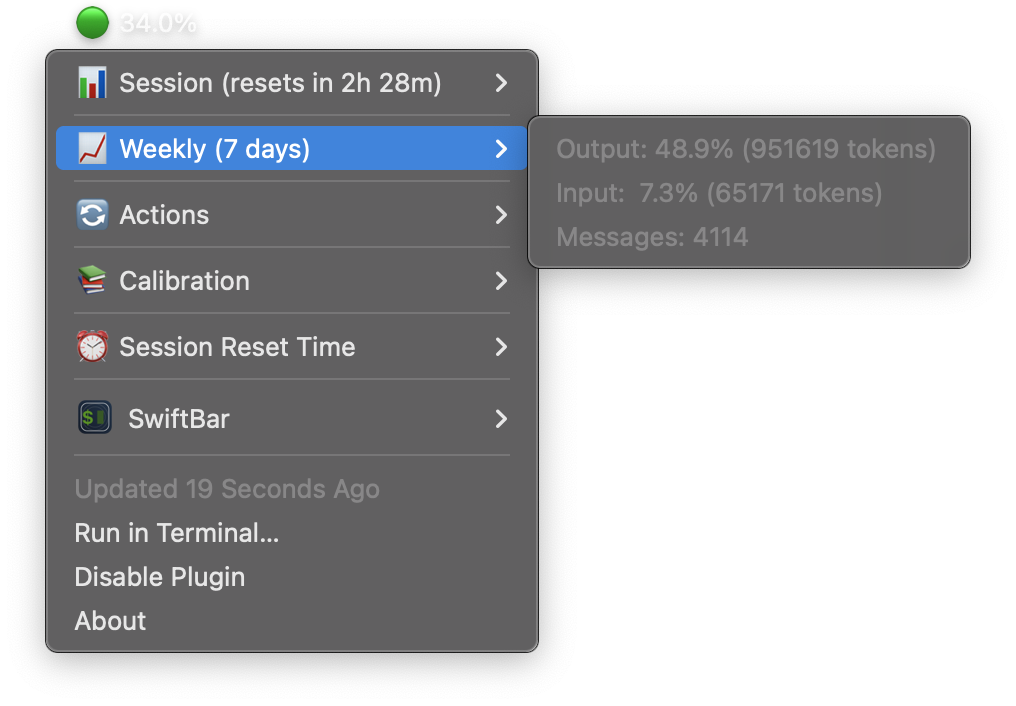 34.0%
Session (resets in 2h 28m)
Weekly (7 days)
Output: 48.9% (951619 tokens)
Input:  7.3% (65171 tokens)
Messages: 4114
Actions
Calibration
Session Reset Time
$
SwiftBar
Updated 19 Seconds Ago
Run in Terminal...
Disable Plugin
About